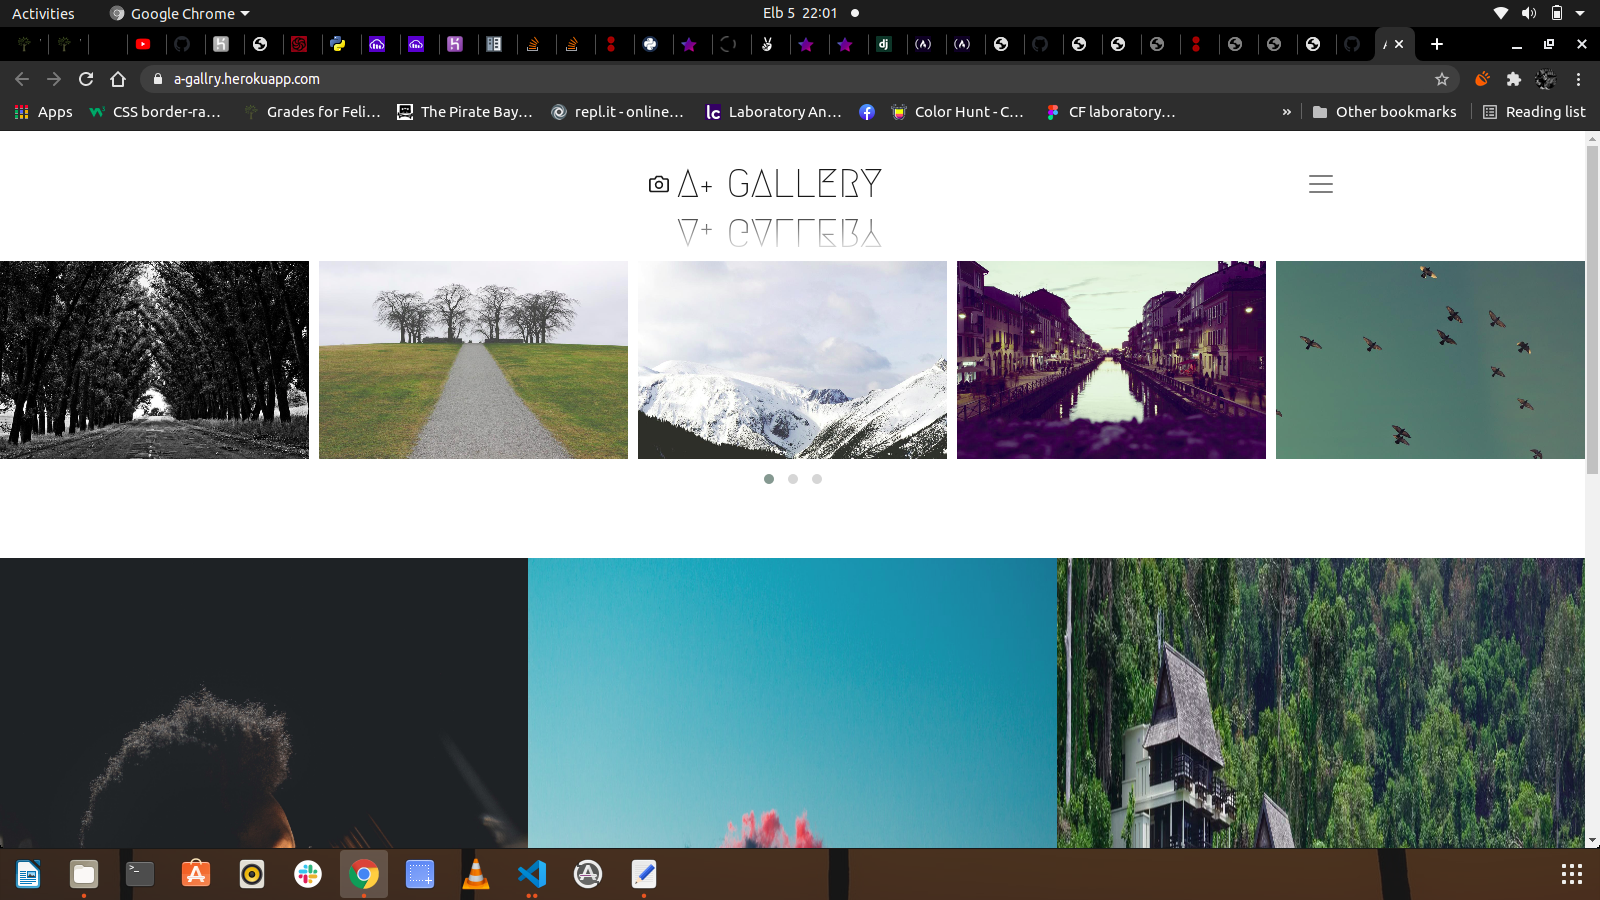 Activities
Google Chrome
Elb 5 22:01
a-gallry.herokuapp.com
Apps
CSS border-ra…
Grades for Feli…
The Pirate Bay…
repl.it - online…
Laboratory An…
Color Hunt - C…
CF laboratory…
»
Other bookmarks
Reading list
A+ GALLERY